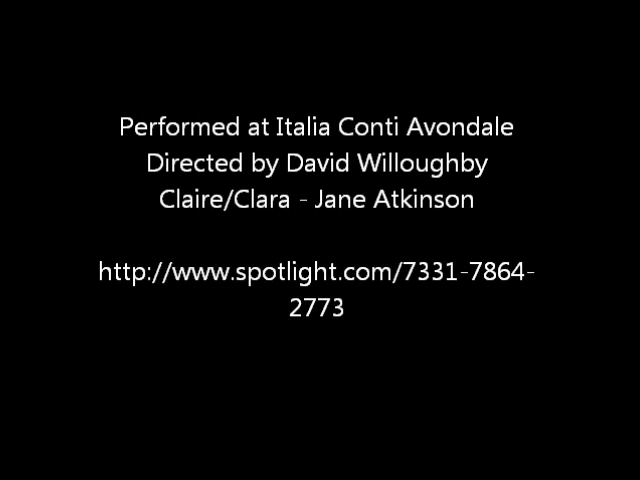 Performed at Italia Conti Avondale
Directed by David Willoughby
Claire/Clara - Jane Atkinson
http://www.spotlight.com/7331-7864-
2773